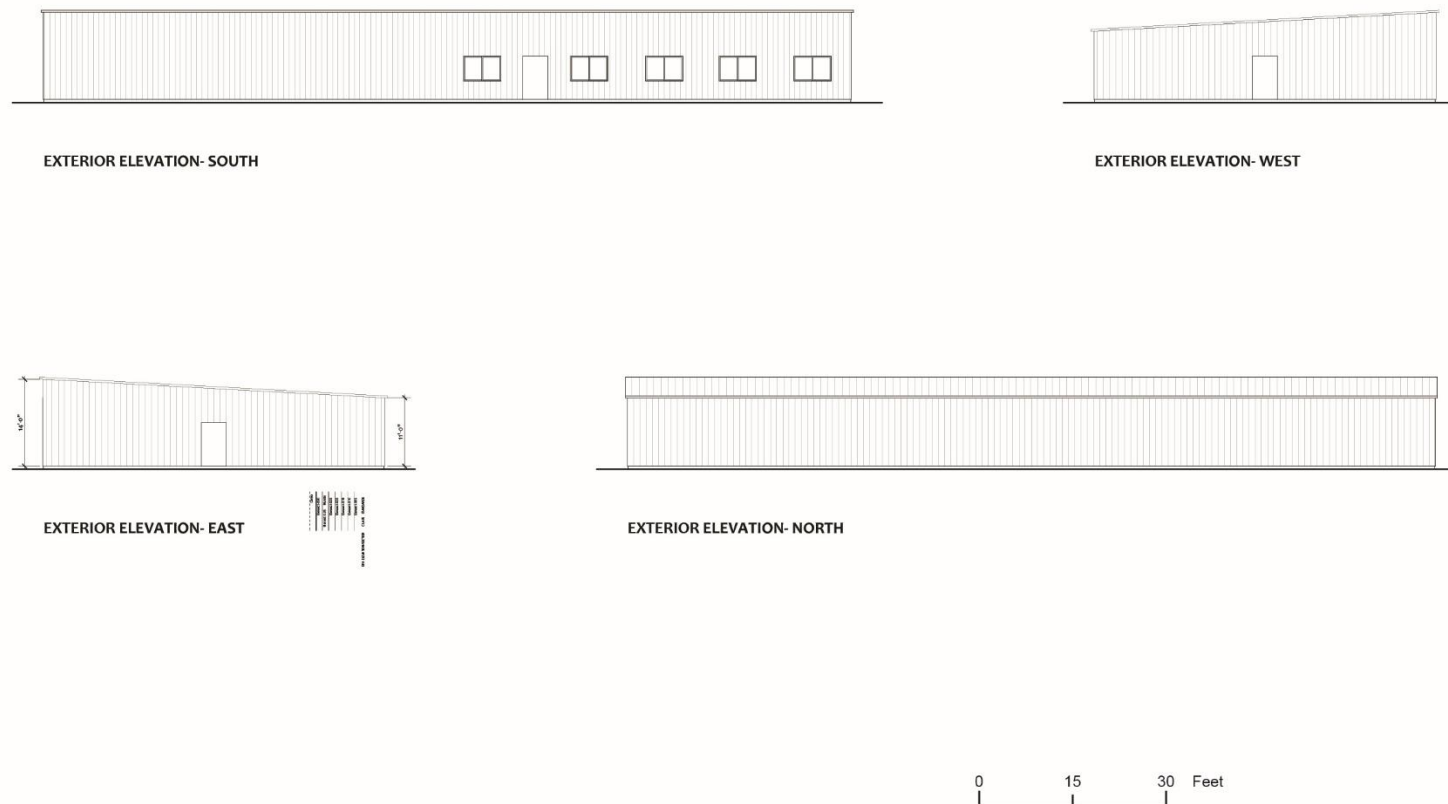 EXTERIOR ELEVATION- SOUTH
EXTERIOR ELEVATION- WEST
14'-0"
11'-0"
EXTERIOR ELEVATION- EAST
EXTERIOR ELEVATION- NORTH
0 15 30 Feet